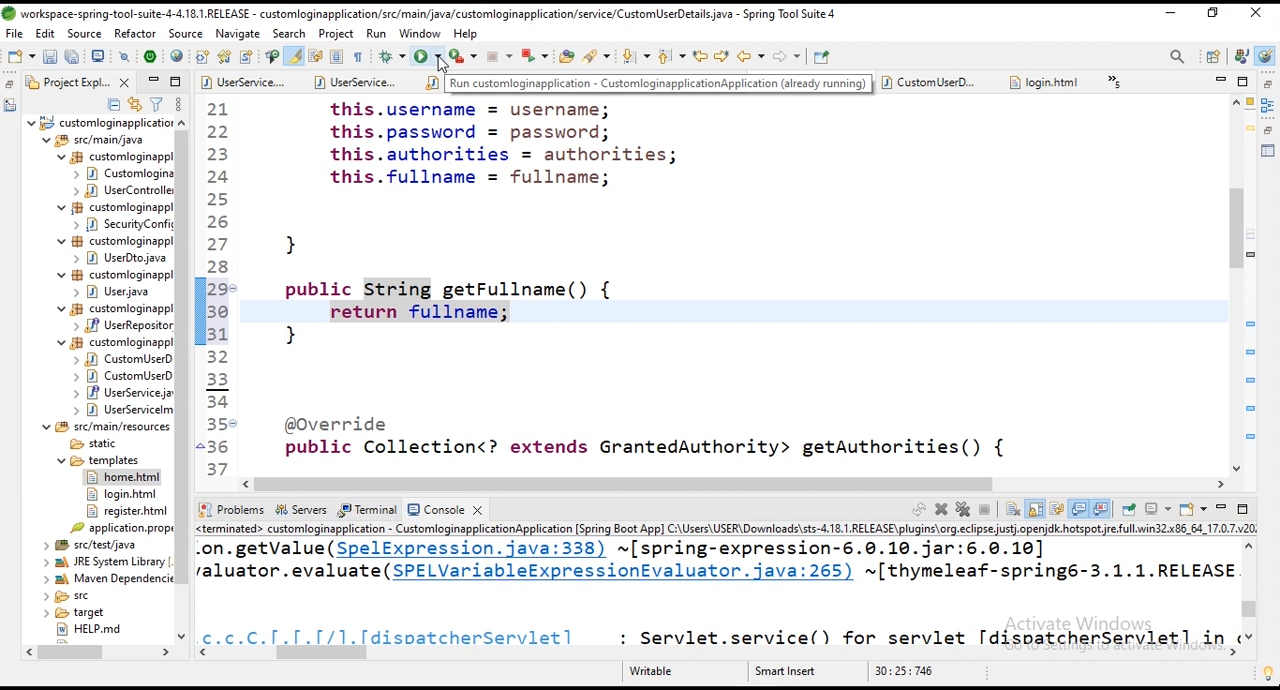 workspace-spring-tool-suite-4-4.18.1.RELEASE - customloginapplication/src/main/java/customloginapplication/service/CustomUserDetails.java - Spring Tool Suite 4
File Edit Source Refactor Source Navigate Search Project Run Window Help
Project Expl...
UserService....
UserService...
Run customloginapplication - CustomloginapplicationApplication (already running)
CustomUserD...
login.html
»5
customloginapplication
src/main/java
customloginappl
Customlogina
UserController
customloginappl
SecurityConfig
customloginappl
UserDto.java
customloginappl
User.java
customloginappl
UserRepositor
customloginappl
CustomUserD
CustomUserD
UserService.ja
UserServiceIm
src/main/resources
static
templates
home.html
login.html
register.html
application.prope
src/test/java
JRE System Library [.
Maven Dependencie
src
target
HELP.md
21 this.username = username;
22 this.password = password;
23 this.authorities = authorities;
24 this.fullname = fullname;
25
26
27 }
28
29 public String getFullname() {
30 return fullname;
31 }
32
33
34
35 @Override
36 public Collection<? extends GrantedAuthority> getAuthorities() {
37
Problems Servers Terminal Console
<terminated> customloginapplication - CustomloginapplicationApplication [Spring Boot App] C:\Users\USER\Downloads\sts-4.18.1.RELEASE\plugins\org.eclipse.justj.openjdk.hotspot.jre.full.win32.x86_64_17.0.7.v20
ion.getValue(SpelExpression.java:338) ~[spring-expression-6.0.10.jar:6.0.10]
valuator.evaluate(SPELVariableExpressionEvaluator.java:265) ~[thymeleaf-spring6-3.1.1.RELEASE.
.c.c.C.[.[.[/].[dispatcherServlet] : Servlet.service() for servlet [dispatcherServlet] in c
Activate Windows
Go to Settings to activate Windows.
Writable
Smart Insert
30 : 25 : 746